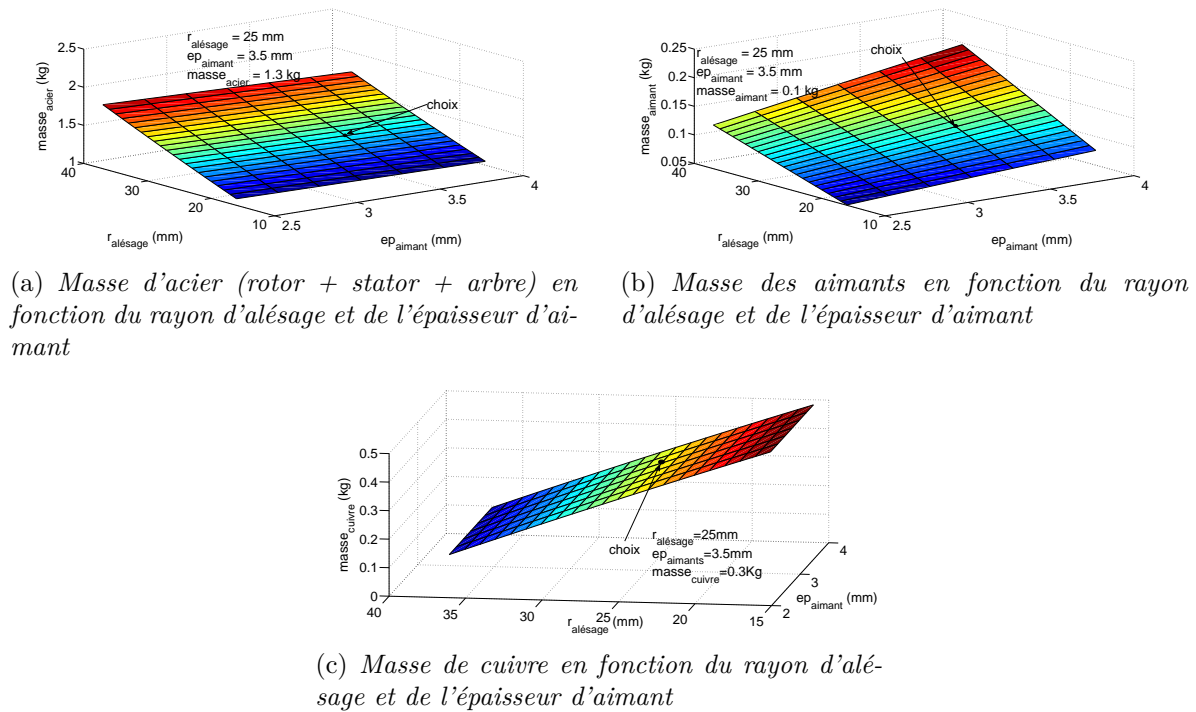 r_alésage = 25 mm
ep_aimant = 3.5 mm
masse_acier = 1.3 kg
choix
2.5
2
1.5
1
masse_acier (kg)
40
30
20
10
r_alésage (mm)
2.5
3
3.5
4
ep_aimant (mm)
r_alésage = 25 mm
ep_aimant = 3.5 mm
masse_aimant = 0.1 kg
choix
0.25
0.2
0.15
0.1
0.05
masse_aimant (kg)
40
30
20
10
r_alésage (mm)
2.5
3
3.5
4
ep_aimant (mm)
(a) Masse d'acier (rotor + stator + arbre) en
fonction du rayon d'alésage et de l'épaisseur d'ai-
mant
(b) Masse des aimants en fonction du rayon
d'alésage et de l'épaisseur d'aimant
0.5
0.4
0.3
0.2
0.1
0
masse_cuivre (kg)
choix
r_alésage=25mm
ep_aimants=3.5mm
masse_cuivre=0.3Kg
40
35
30
25
20
15
r_alésage (mm)
2
3
4
ep_aimant (mm)
(c) Masse de cuivre en fonction du rayon d'alé-
sage et de l'épaisseur d'aimant